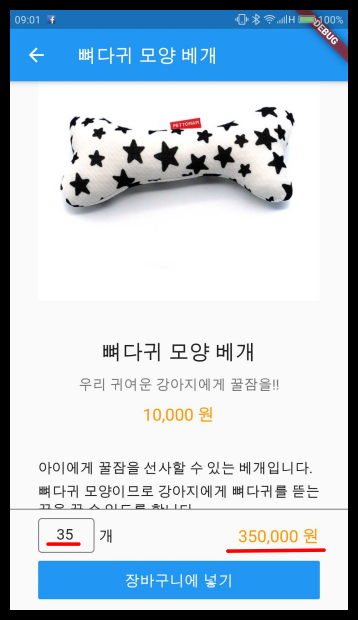 09:01 100%
DEBUG
뼈다귀 모양 베개
PETTOMAM
뼈다귀 모양 베개
우리 귀여운 강아지에게 꿀잠을!!
10,000 원
아이에게 꿀잠을 선사할 수 있는 베개입니다.
뼈다귀 모양이므로 강아지에게 뼈다귀를 뜯는
35 개 350,000 원
장바구니에 넣기